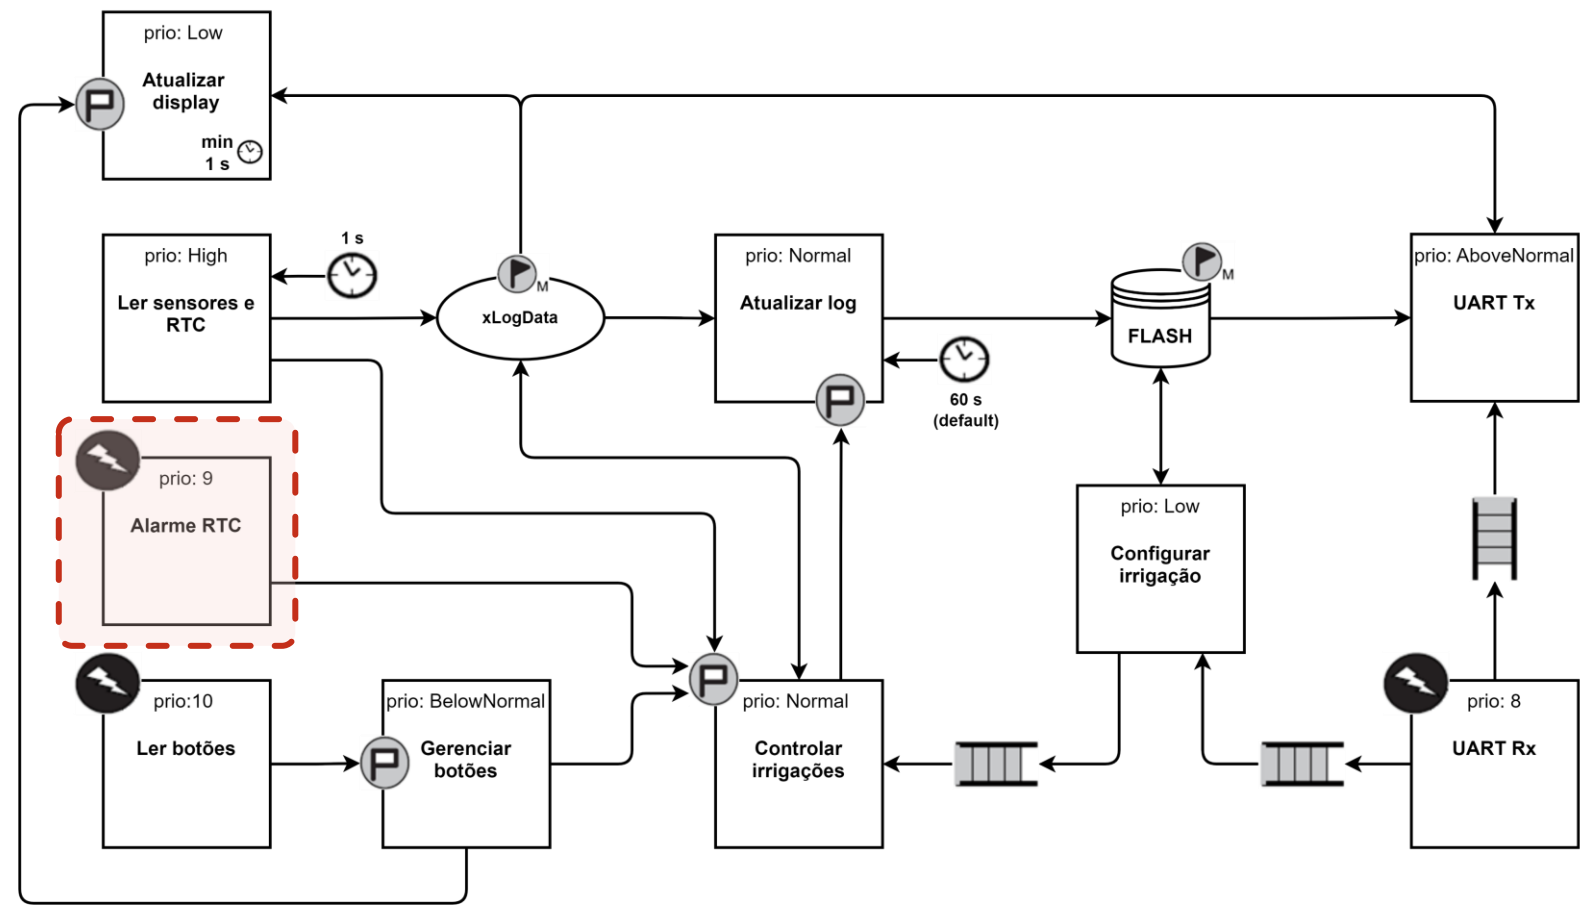 prio: Low
Atualizar
display
min
1 s
prio: High
Ler sensores e
RTC
1 s
M
xLogData
prio: Normal
Atualizar log
60 s
(default)
M
FLASH
prio: AboveNormal
UART Tx
prio: 9
Alarme RTC
prio: Low
Configurar
irrigação
prio:10
Ler botões
prio: BelowNormal
Gerenciar
botões
prio: Normal
Controlar
irrigações
prio: 8
UART Rx